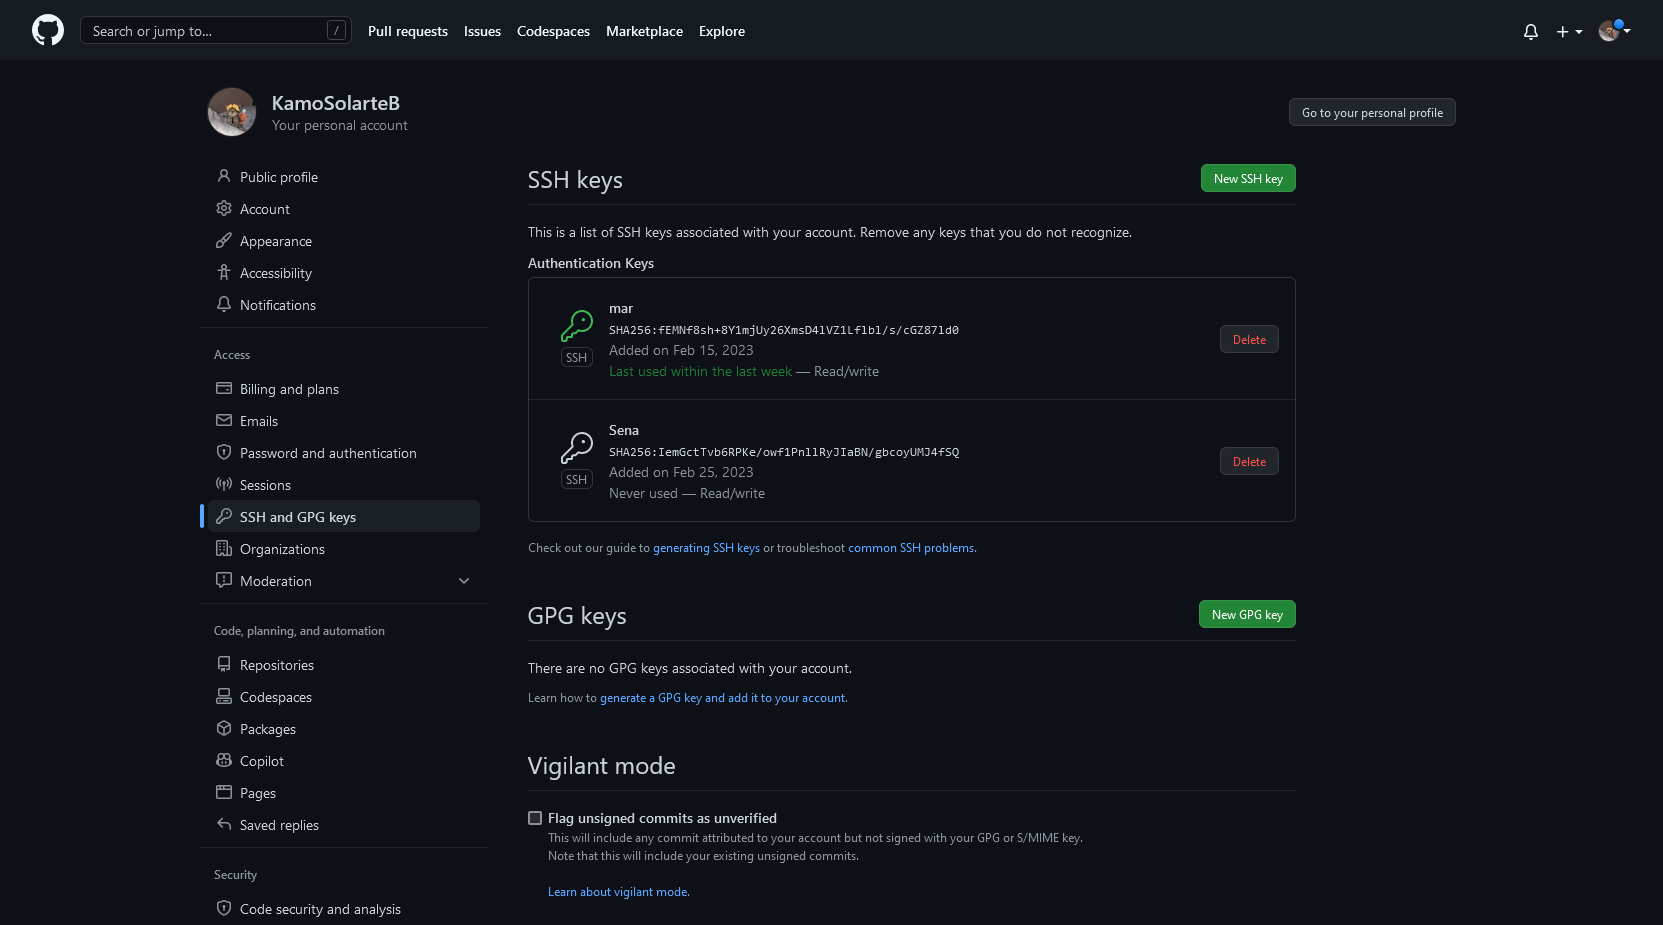 Search or jump to... /
Pull requests Issues Codespaces Marketplace Explore
KamoSolarteB
Your personal account
Go to your personal profile
Public profile
Account
Appearance
Accessibility
Notifications
Access
Billing and plans
Emails
Password and authentication
Sessions
SSH and GPG keys
Organizations
Moderation
Code, planning, and automation
Repositories
Codespaces
Packages
Copilot
Pages
Saved replies
Security
Code security and analysis
SSH keys
New SSH key
This is a list of SSH keys associated with your account. Remove any keys that you do not recognize.
Authentication Keys
mar
SHA256:fEMNf8sh+8Y1mjUy26XmsD4lVZ1Lflbl/s/cGZ87ld0
SSH
Added on Feb 15, 2023
Last used within the last week — Read/write
Delete
Sena
SHA256:IemGctTvb6RPKe/owf1PnllRyJIaBN/gbcoyUMJ4fSQ
SSH
Added on Feb 25, 2023
Never used — Read/write
Delete
Check out our guide to generating SSH keys or troubleshoot common SSH problems.
GPG keys
New GPG key
There are no GPG keys associated with your account.
Learn how to generate a GPG key and add it to your account.
Vigilant mode
Flag unsigned commits as unverified
This will include any commit attributed to your account but not signed with your GPG or S/MIME key.
Note that this will include your existing unsigned commits.
Learn about vigilant mode.